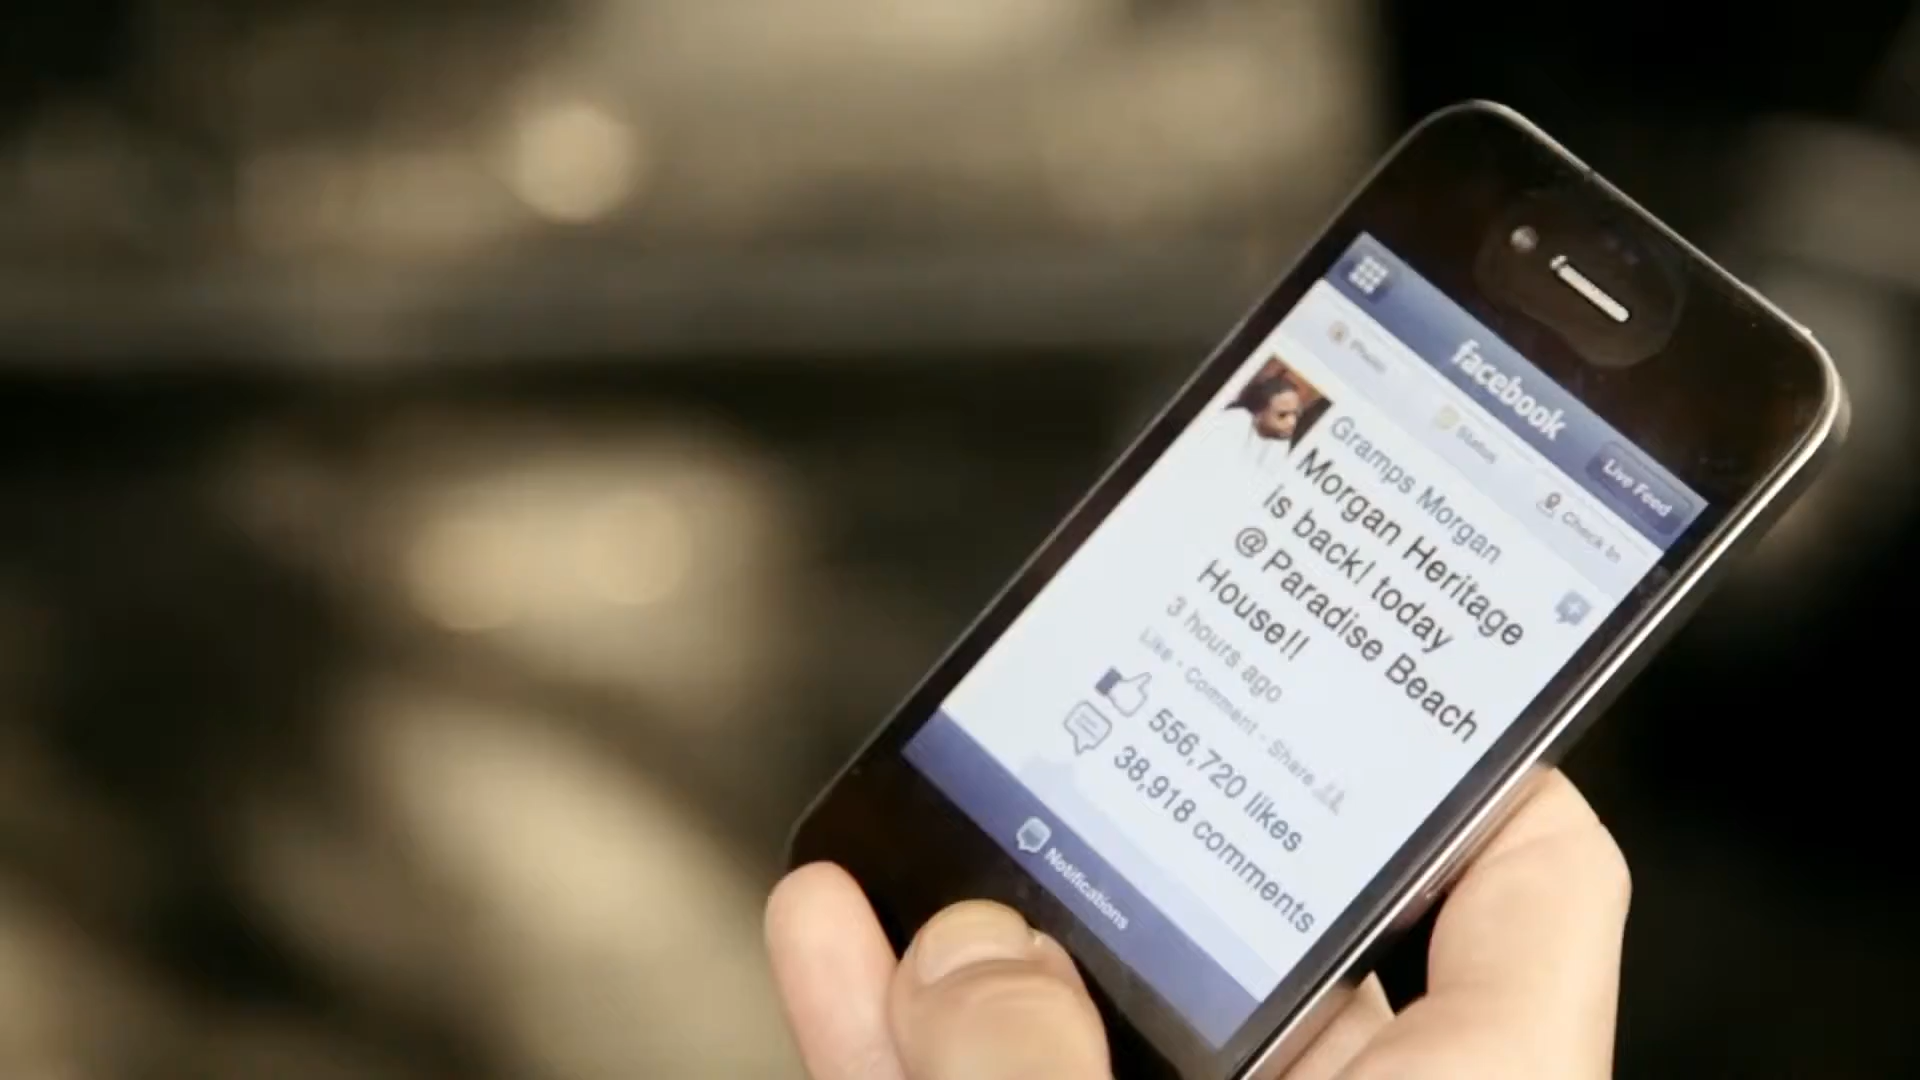 facebook
Live Feed
Photo
Status
Check In
Gramps Morgan
Morgan Heritage
is back! today
@ Paradise Beach
House!!
3 hours ago
Like · Comment · Share
556,720 likes
38,918 comments
Notifications